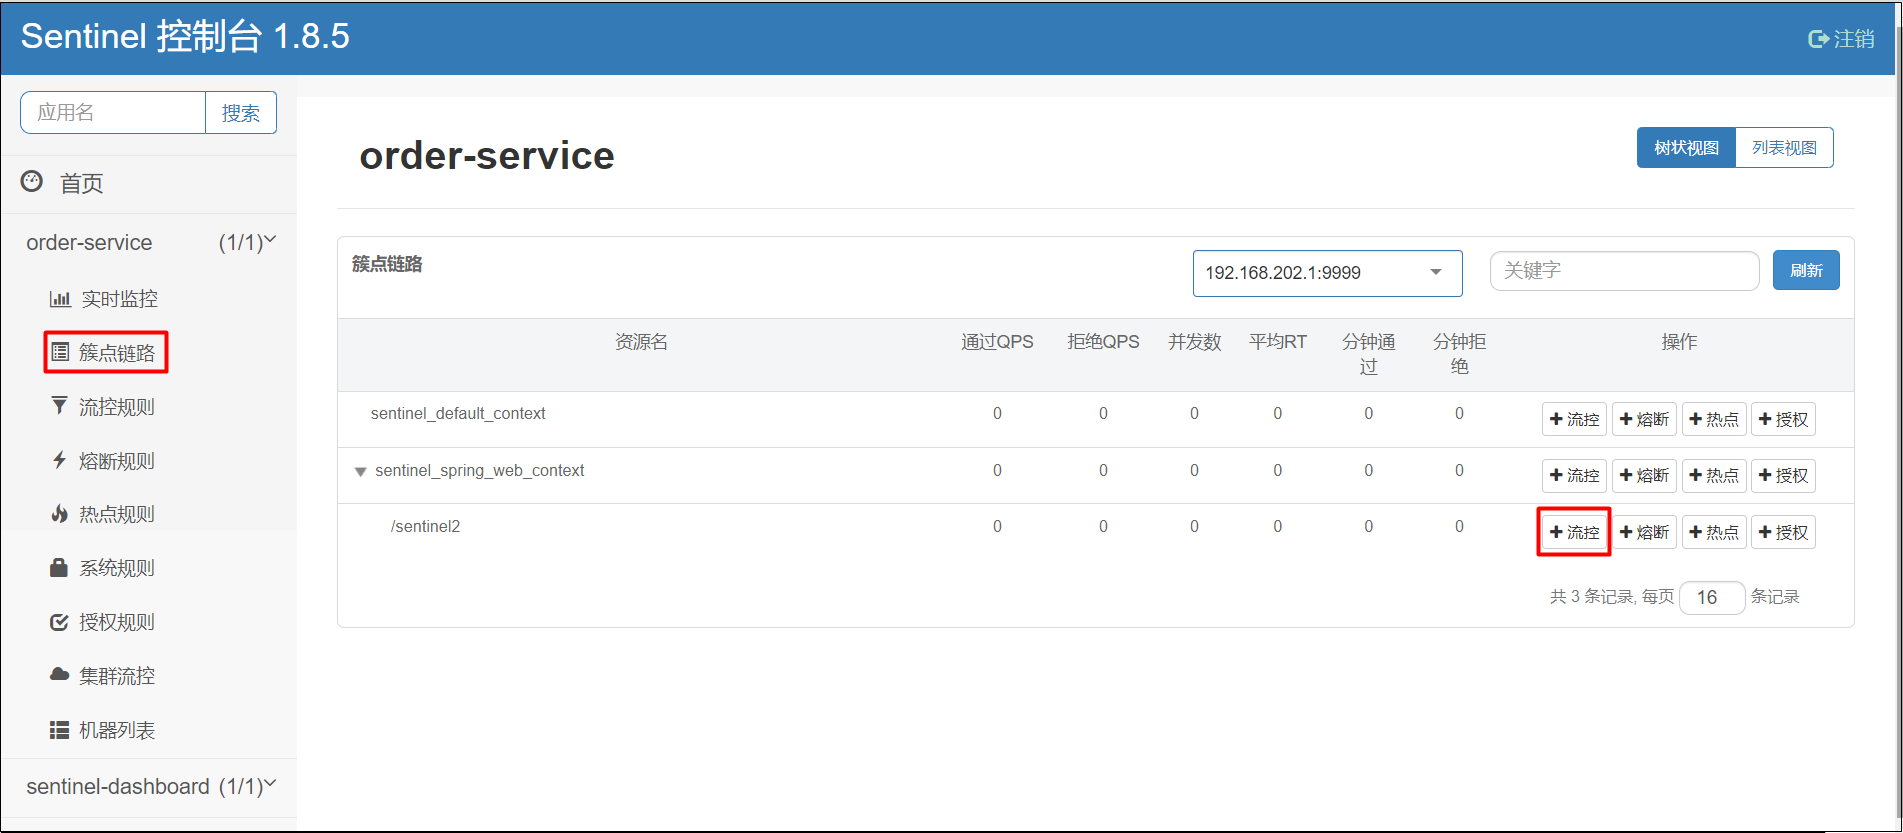 Sentinel 控制台 1.8.5
注销
应用名
搜索
首页
order-service (1/1)
实时监控
簇点链路
流控规则
熔断规则
热点规则
系统规则
授权规则
集群流控
机器列表
sentinel-dashboard (1/1)
order-service
树状视图 列表视图
簇点链路
192.168.202.1:9999
关键字
刷新
资源名 通过QPS 拒绝QPS 并发数 平均RT 分钟通过 分钟拒绝 操作
sentinel_default_context 0 0 0 0 0 0 流控 熔断 热点 授权
sentinel_spring_web_context 0 0 0 0 0 0 流控 熔断 热点 授权
/sentinel2 0 0 0 0 0 0 流控 熔断 热点 授权
共 3 条记录, 每页 16 条记录